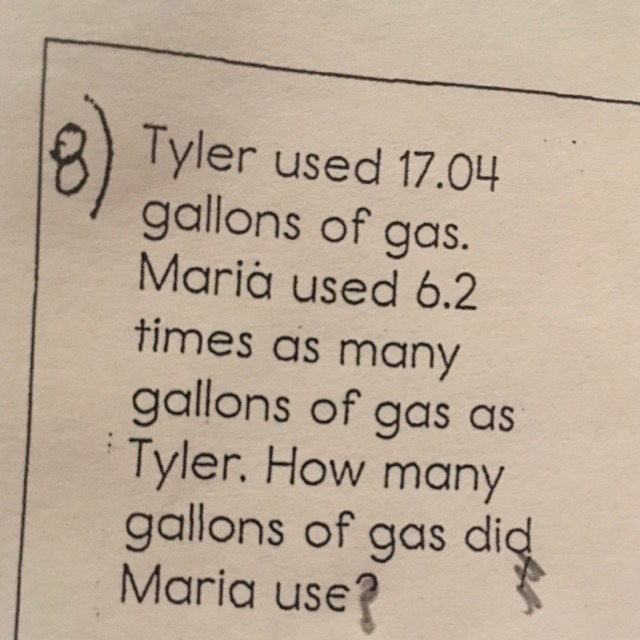 8) Tyler used 17.04
gallons of gas.
Maria used 6.2
times as many
gallons of gas as
Tyler. How many
gallons of gas did
Maria use?